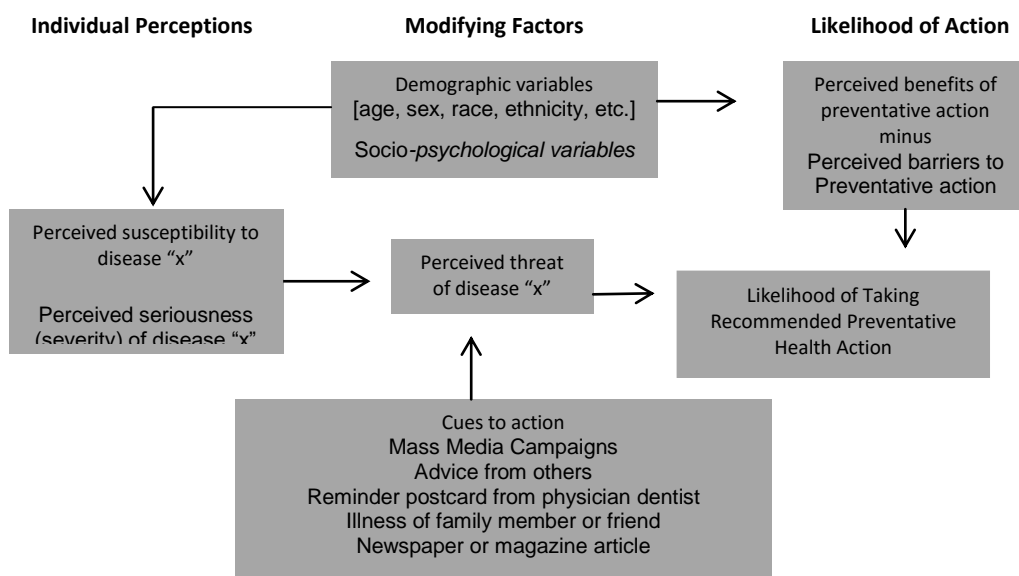 Individual Perceptions
Modifying Factors
Likelihood of Action
Demographic variables
[age, sex, race, ethnicity, etc.]
Socio-psychological variables
Perceived benefits of
preventative action
minus
Perceived barriers to
Preventative action
Perceived susceptibility to
disease “x”
Perceived seriousness
(severity) of disease “x”
Perceived threat
of disease “x”
Likelihood of Taking
Recommended Preventative
Health Action
Cues to action
Mass Media Campaigns
Advice from others
Reminder postcard from physician dentist
Illness of family member or friend
Newspaper or magazine article